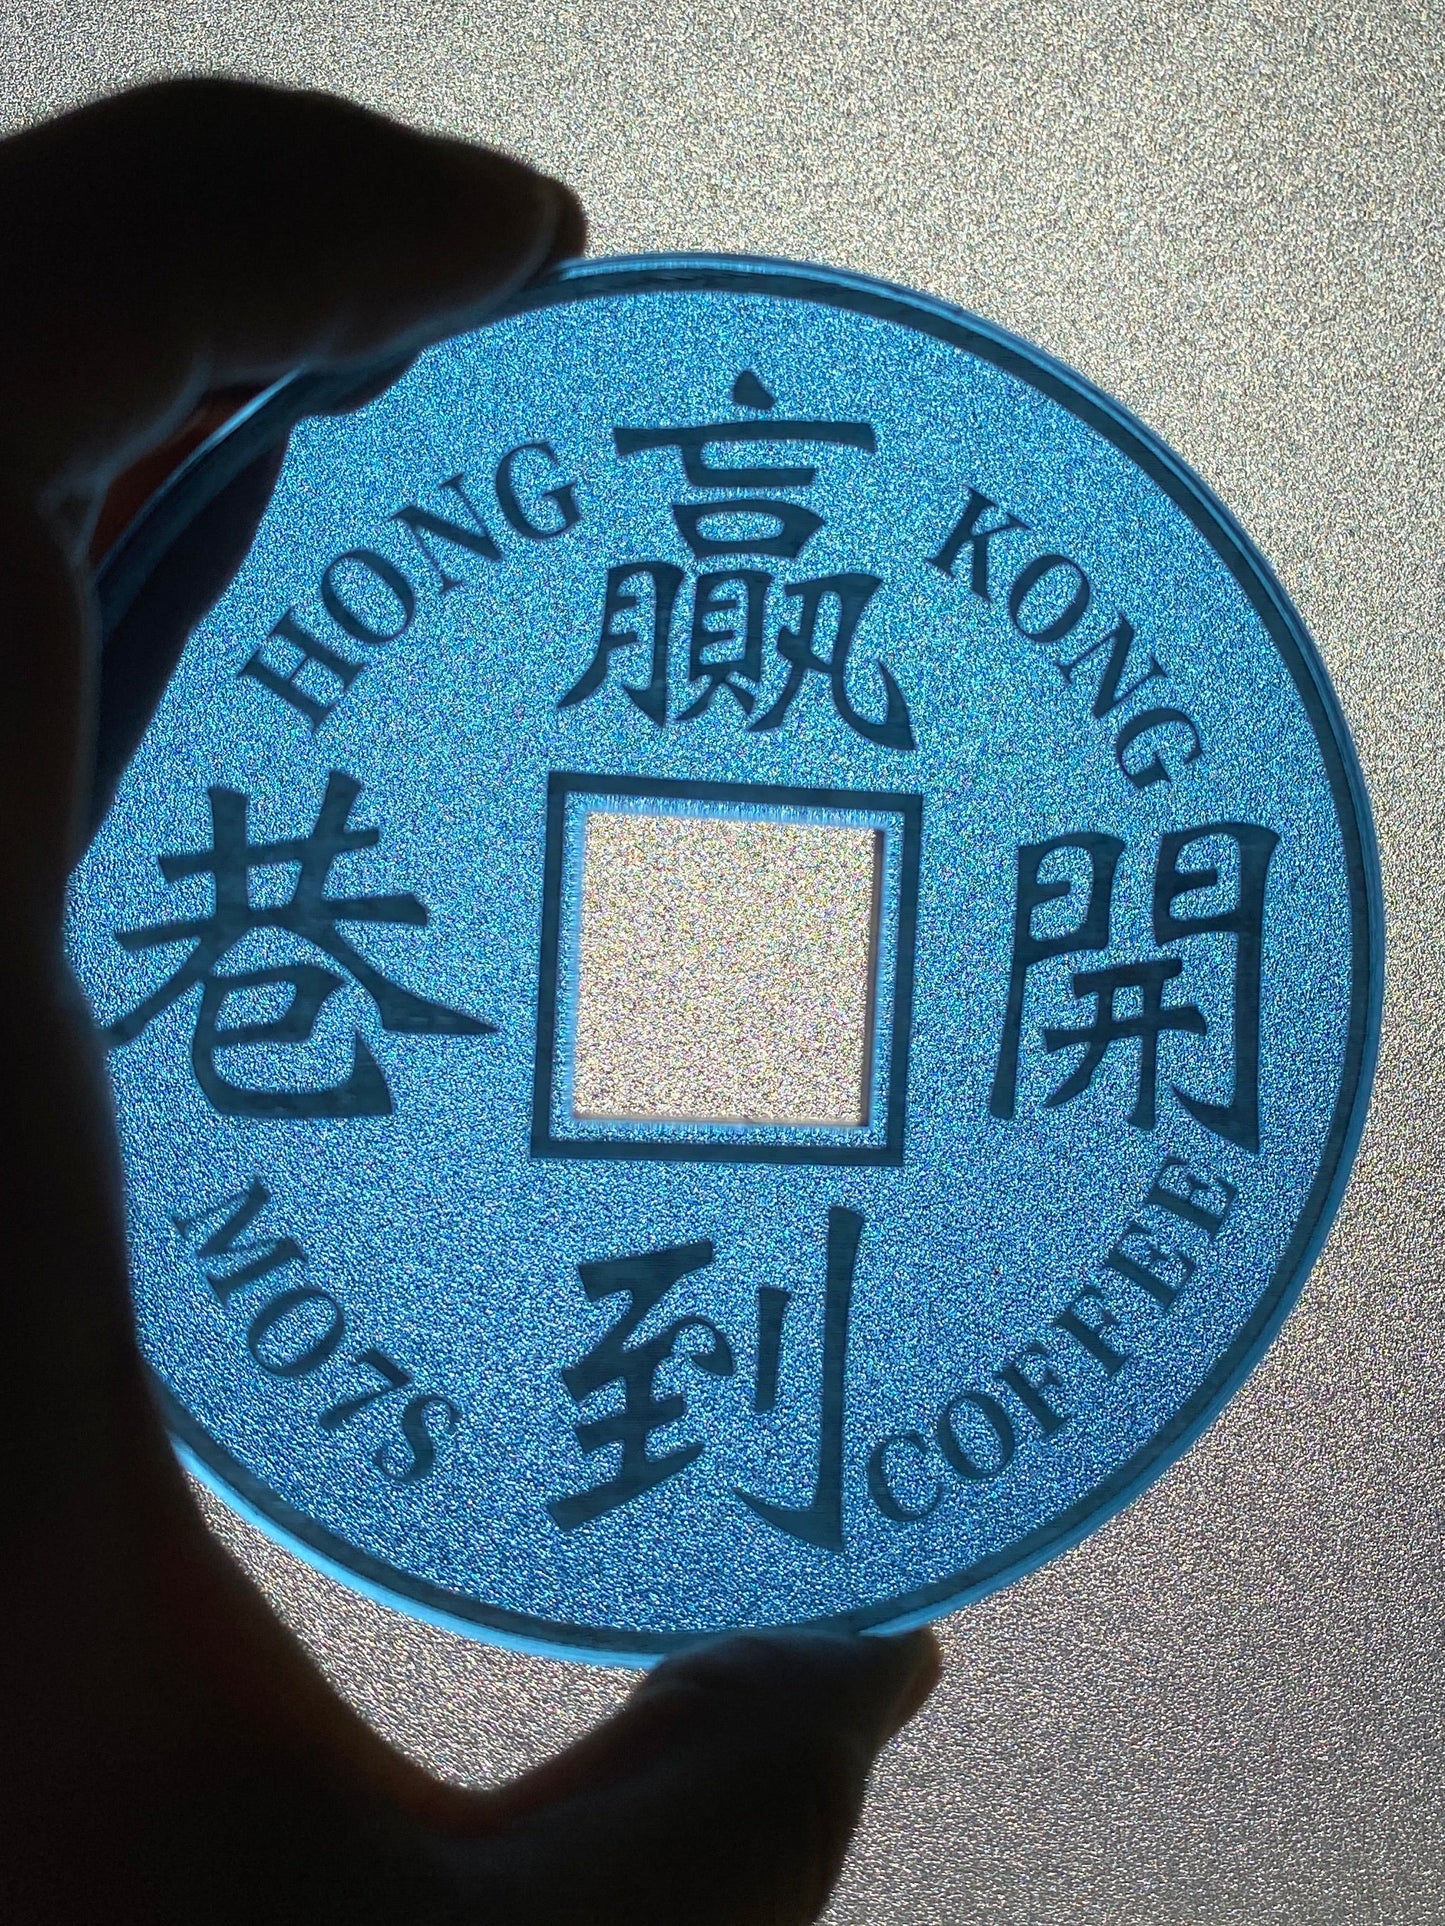 贏
到
開
巷
HONG KONG
MO7S COFFEE